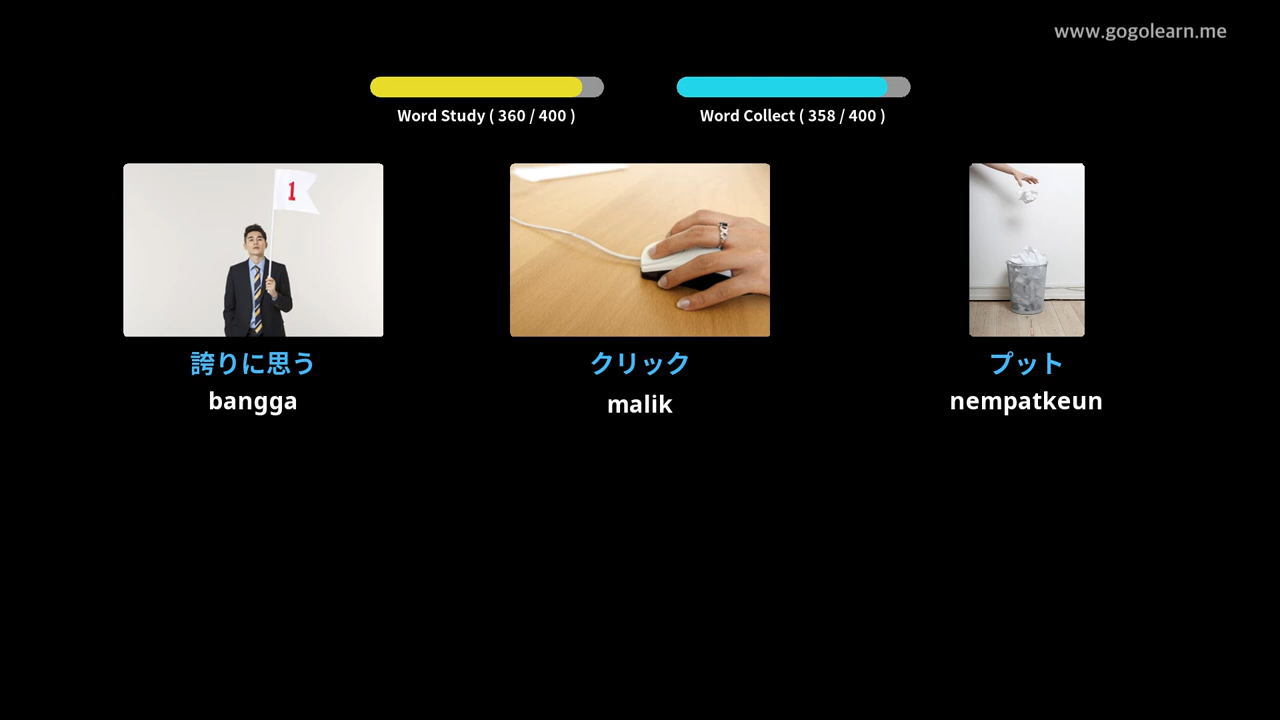 www.gogolearn.me
Word Study ( 360 / 400 )
Word Collect ( 358 / 400 )
1
誇りに思う
クリック
プット
bangga
malik
nempatkeun